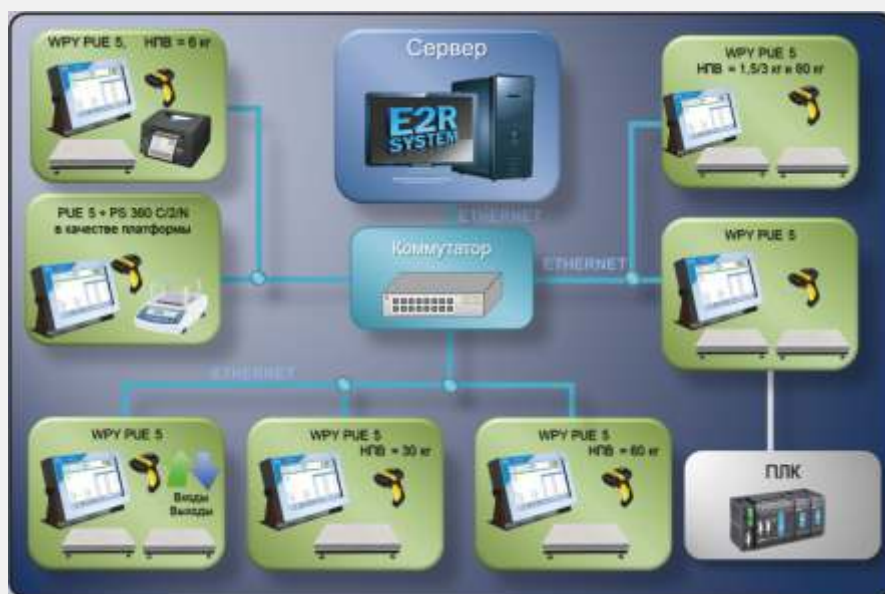 WPY PUE 5, НПВ = 6 кг
Сервер
E2R
SYSTEM
WPY PUE 5
НПВ = 1,5/3 кг и 60 кг
ETHERNET
PUE 5 + PS 360 C/2/N
в качестве платформы
Коммутатор
ETHERNET
WPY PUE 5
ETHERNET
WPY PUE 5
Входы
Выходы
WPY PUE 5
НПВ = 30 кг
WPY PUE 5
НПВ = 60 кг
ПЛК